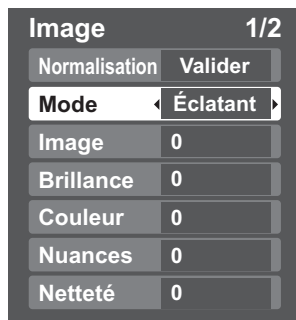 Image 1/2
Normalisation Valider
Mode Éclatant
Image 0
Brillance 0
Couleur 0
Nuances 0
Netteté 0